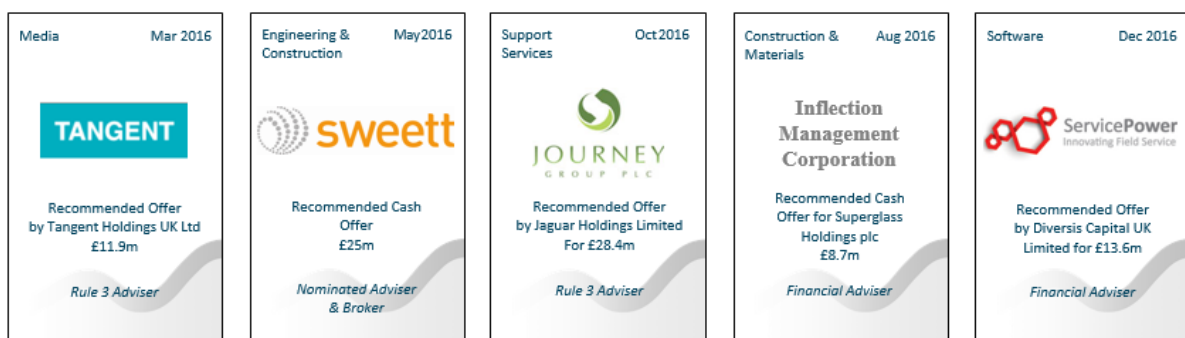 Media Mar 2016
TANGENT
Recommended Offer
by Tangent Holdings UK Ltd
£11.9m
Rule 3 Adviser
Engineering & May2016
Construction
sweett
Recommended Cash
Offer
£25m
Nominated Adviser
& Broker
Support Oct2016
Services
JOURNEY
GROUP PLC
Recommended Offer
by Jaguar Holdings Limited
For £28.4m
Rule 3 Adviser
Construction & Aug 2016
Materials
Inflection
Management
Corporation
Recommended Cash
Offer for Superglass
Holdings plc
£8.7m
Financial Adviser
Software Dec 2016
ServicePower
Innovating Field Service
Recommended Offer
by Diversis Capital UK
Limited for £13.6m
Financial Adviser